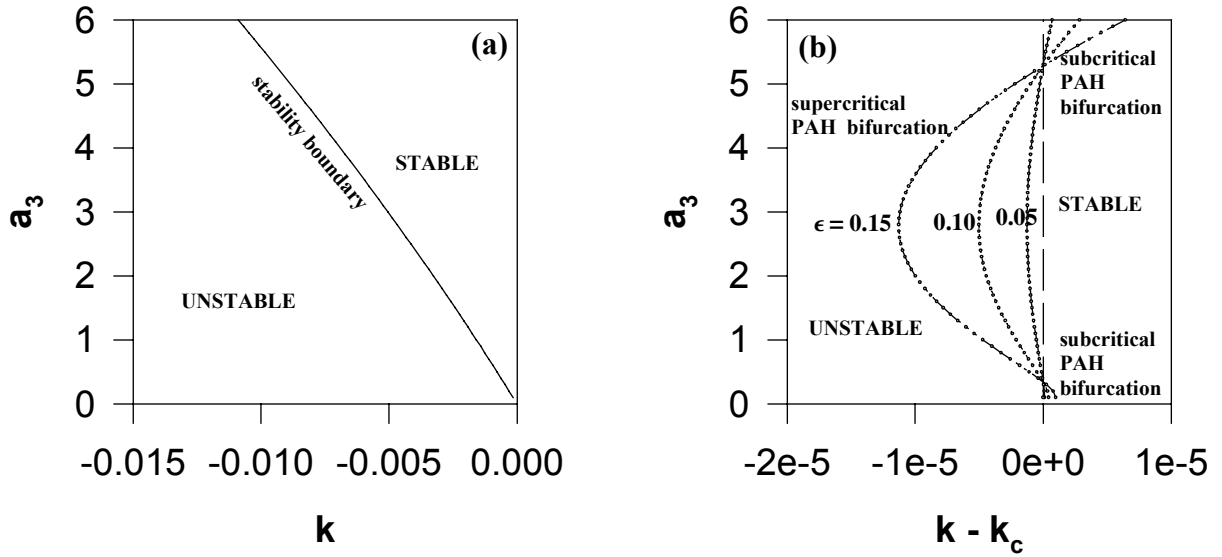 6
5
4
3
2
1
0
a3
(a)
stability boundary
STABLE
UNSTABLE
-0.015 -0.010 -0.005 0.000
k
6
5
4
3
2
1
0
a3
(b)
subcritical
PAH
bifurcation
supercritical
PAH bifurcation
STABLE
ϵ = 0.15 0.10 0.05
UNSTABLE
subcritical
PAH
bifurcation
-2e-5 -1e-5 0e+0 1e-5
k - kc